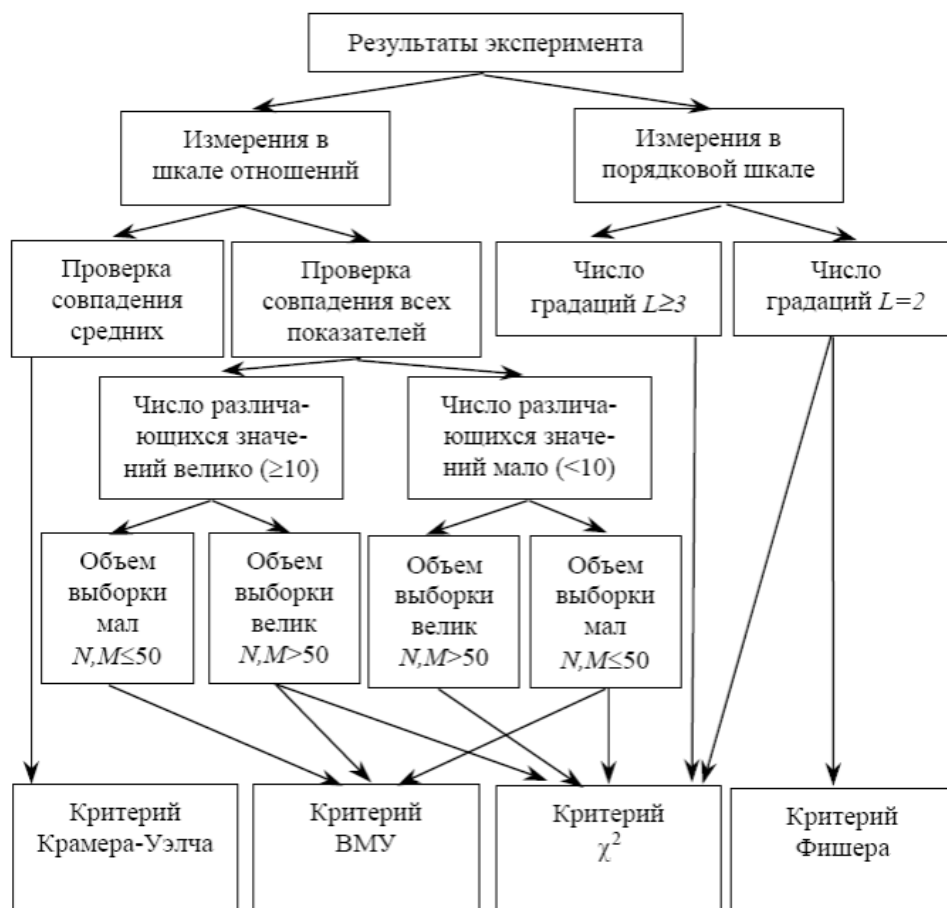 Результаты эксперимента
Измерения в
шкале отношений
Измерения в
порядковой шкале
Проверка
совпадения
средних
Проверка
совпадения всех
показателей
Число
градаций L≥3
Число
градаций L=2
Число различа-
ющихся значе-
ний велико (≥10)
Число различа-
ющихся значе-
ний мало (<10)
Объем
выборки
мал
N,M≤50
Объем
выборки
велик
N,M>50
Объем
выборки
велик
N,M>50
Объем
выборки
мал
N,M≤50
Критерий
Крамера-Уэлча
Критерий
ВМУ
Критерий
χ²
Критерий
Фишера